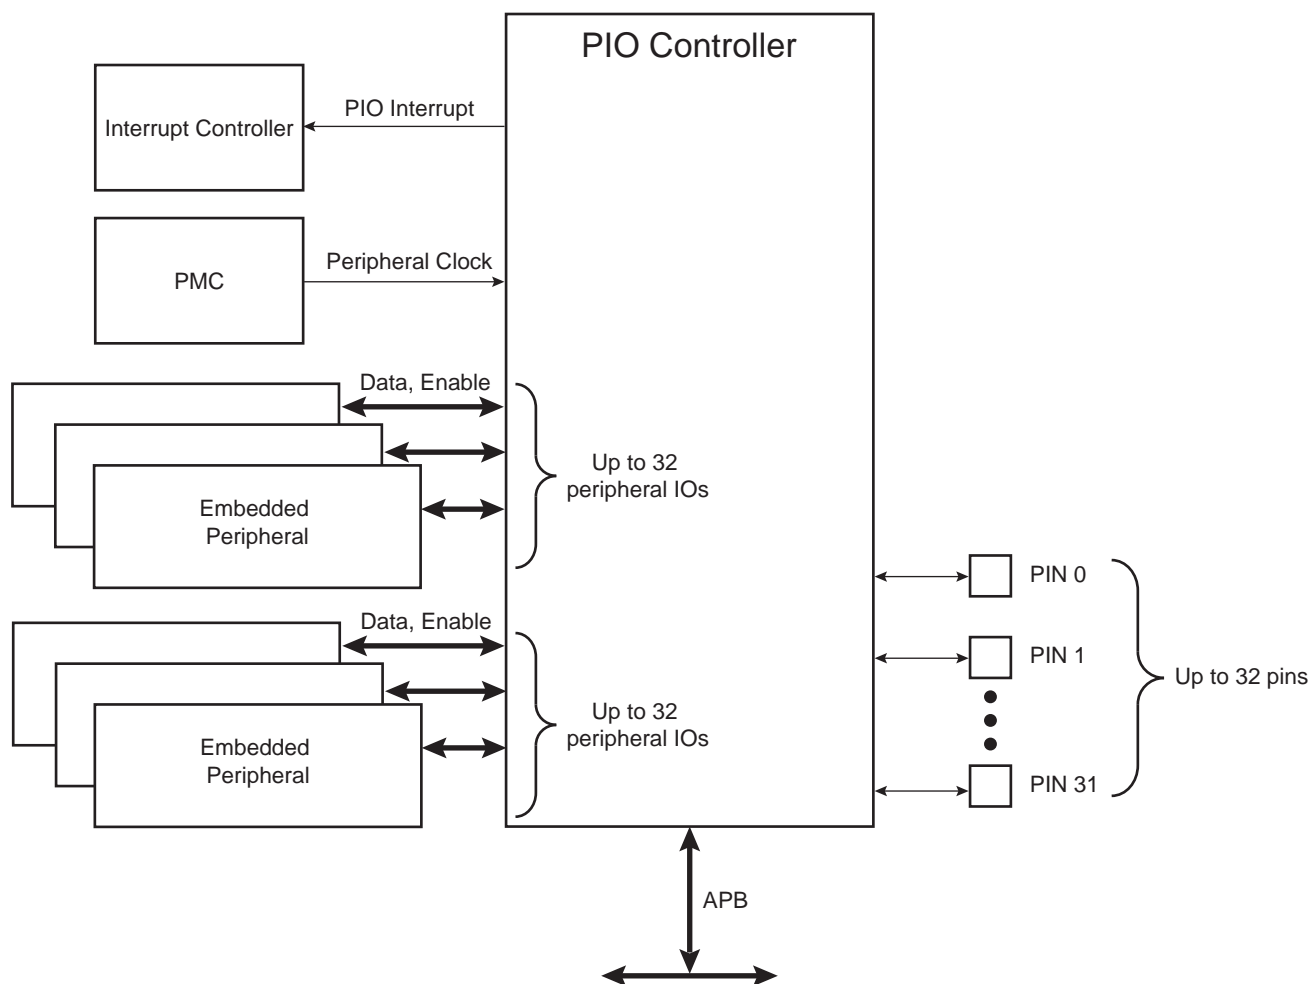 PIO Controller
PIO Interrupt
Interrupt Controller
Peripheral Clock
PMC
Data, Enable
Up to 32
peripheral IOs
Embedded
Peripheral
PIN 0
Data, Enable
PIN 1
Up to 32 pins
Up to 32
peripheral IOs
Embedded
Peripheral
PIN 31
APB